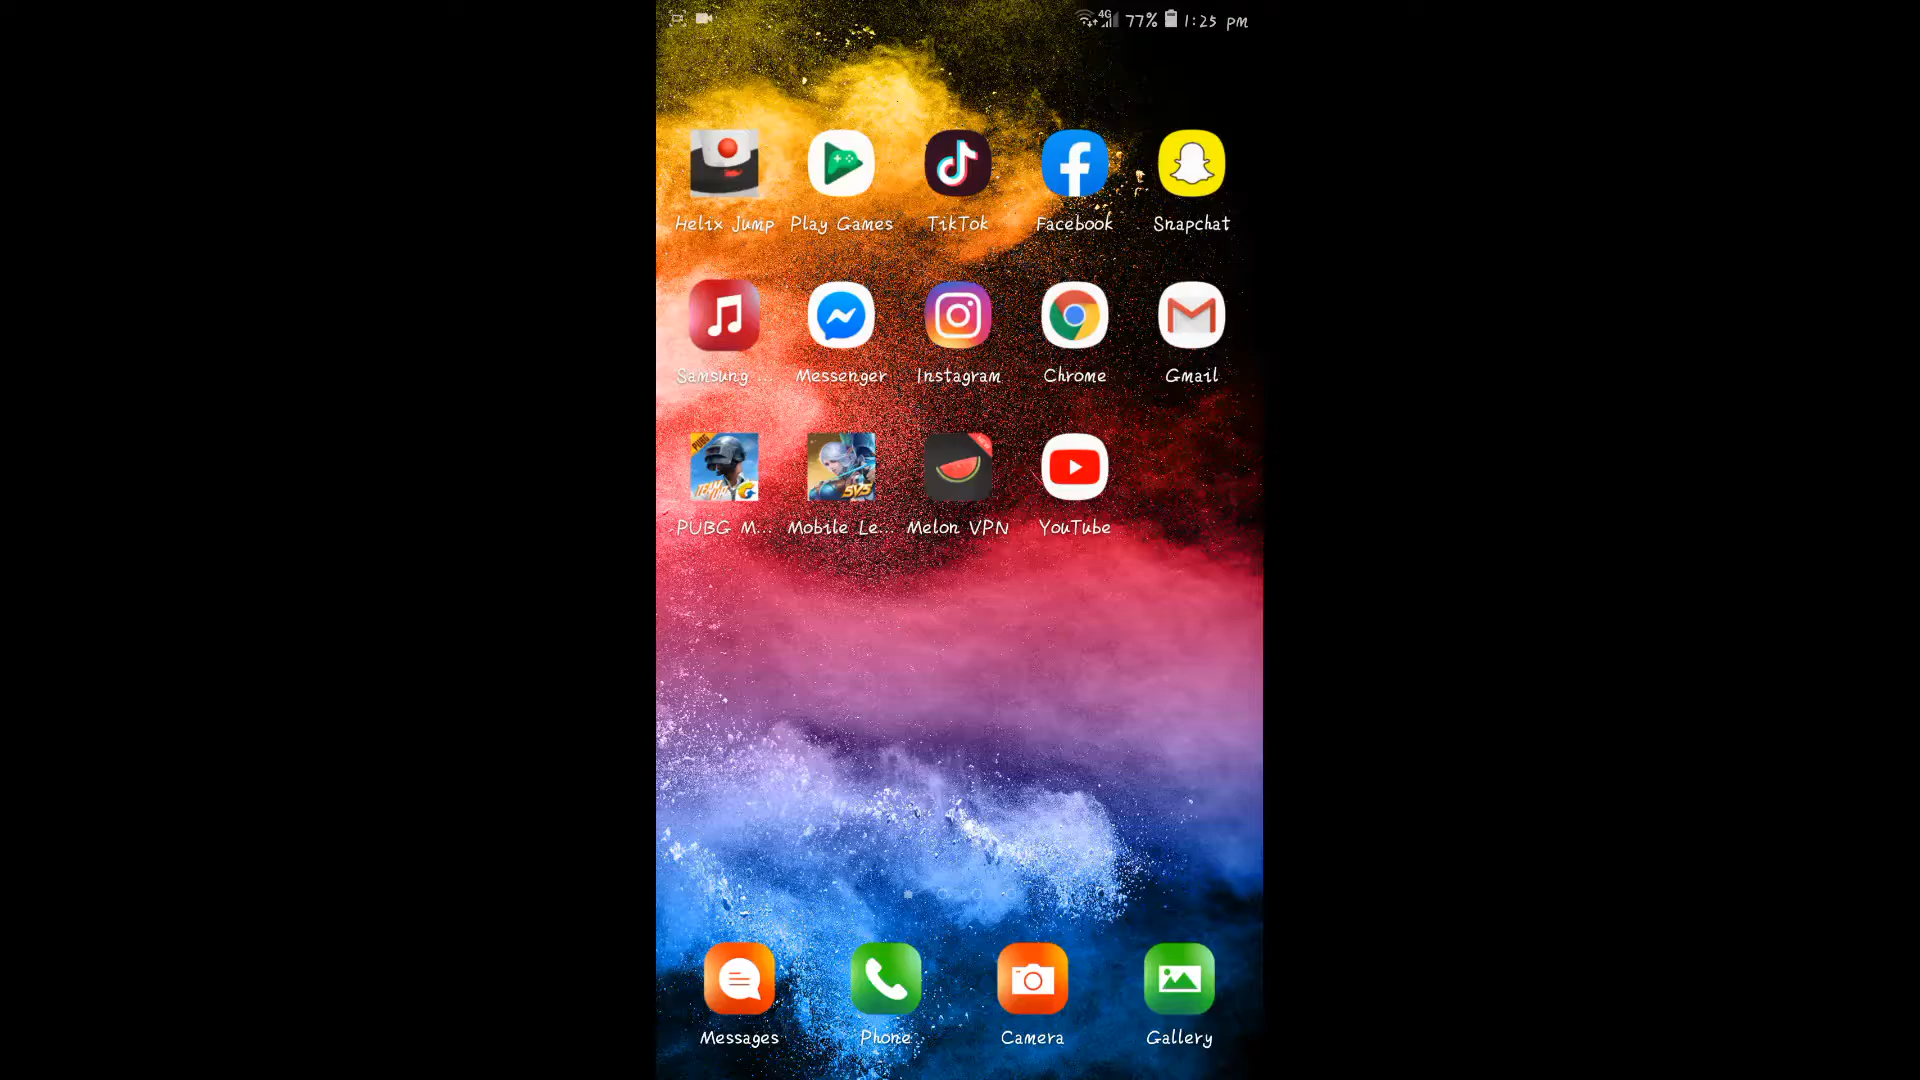 4G 77% 1:25 pm
Helix Jump Play Games TikTok Facebook Snapchat
Samsung ... Messenger Instagram Chrome Gmail
PUBG M... Mobile Le... Melon VPN YouTube
Messages Phone Camera Gallery